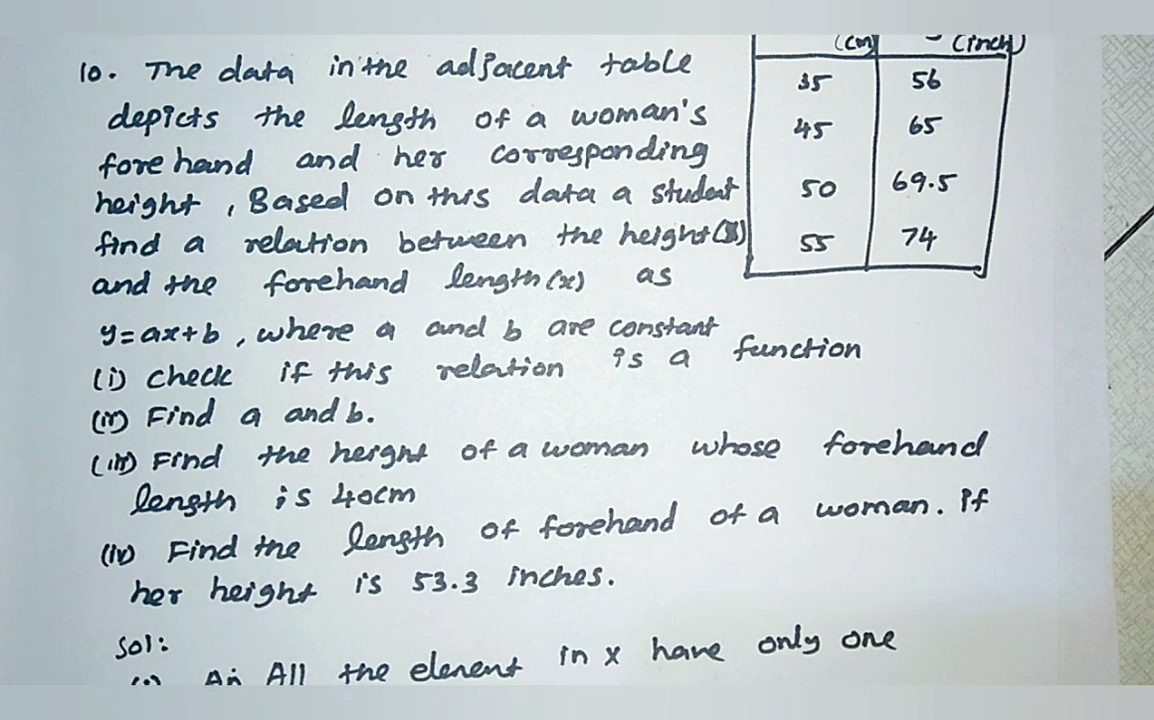 (cm) (inch)
35 56
45 65
50 69.5
55 74
10. The data in the adjacent table
depicts the length of a woman's
fore hand and her corresponding
height, Based on this data a student
find a relation between the height
and the forehand length (x) as
y=ax+b, where a and b are constant
(i) check if this relation is a function
(ii) Find a and b.
(iii) Find the height of a woman whose forehand
length is 40cm
(iv) Find the length of forehand of a woman. if
her height is 53.3 inches.
Sol:
All the elenent in x have only one